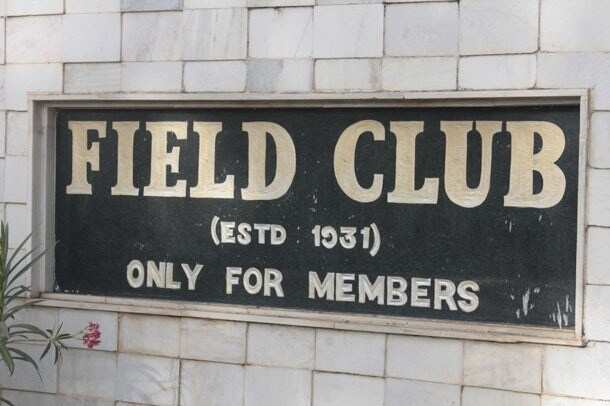 FIELD CLUB
(ESTD 1931)
ONLY FOR MEMBERS